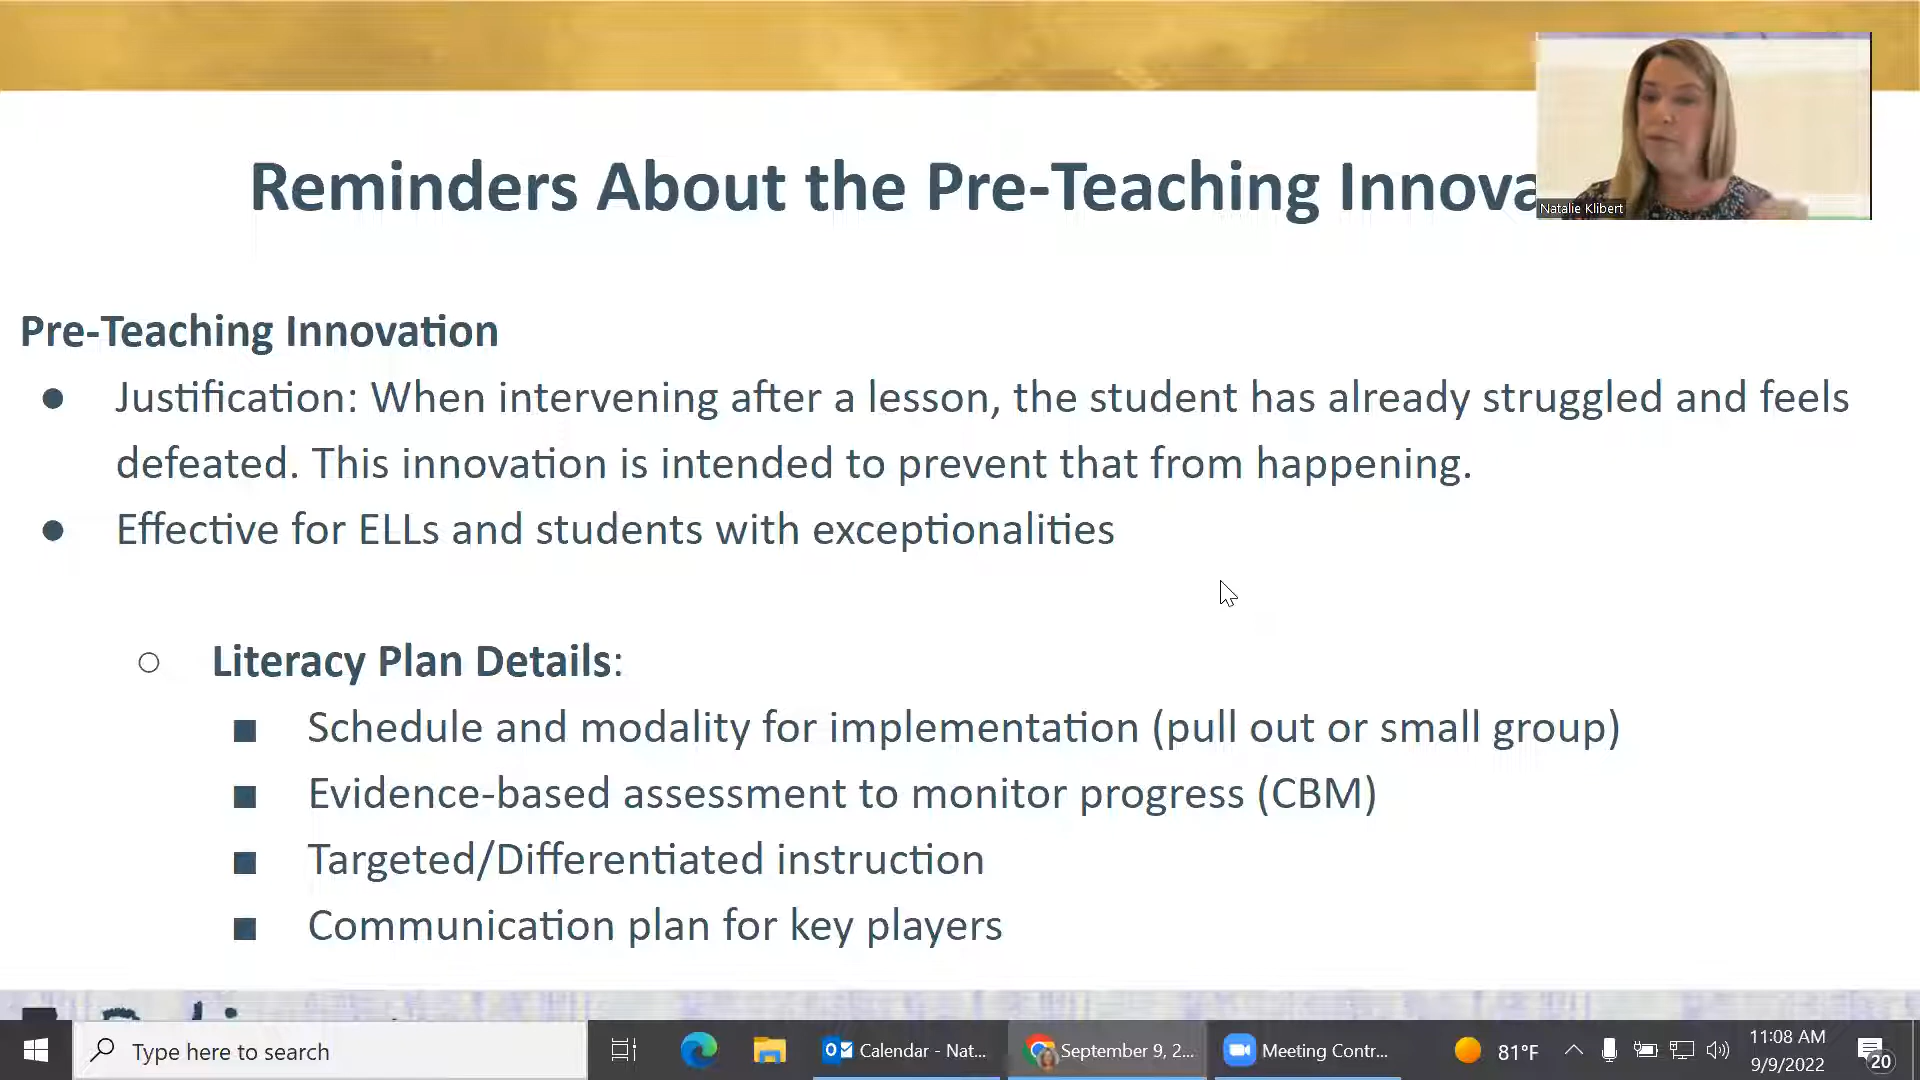 Reminders About the Pre-Teaching Innova
Natalie Klibert
Pre-Teaching Innovation
● Justification: When intervening after a lesson, the student has already struggled and feels
defeated. This innovation is intended to prevent that from happening.
● Effective for ELLs and students with exceptionalities
○ Literacy Plan Details:
■ Schedule and modality for implementation (pull out or small group)
■ Evidence-based assessment to monitor progress (CBM)
■ Targeted/Differentiated instruction
■ Communication plan for key players
Type here to search
Calendar - Nat...
September 9, 2...
Meeting Contr...
81°F
11:08 AM
9/9/2022
20